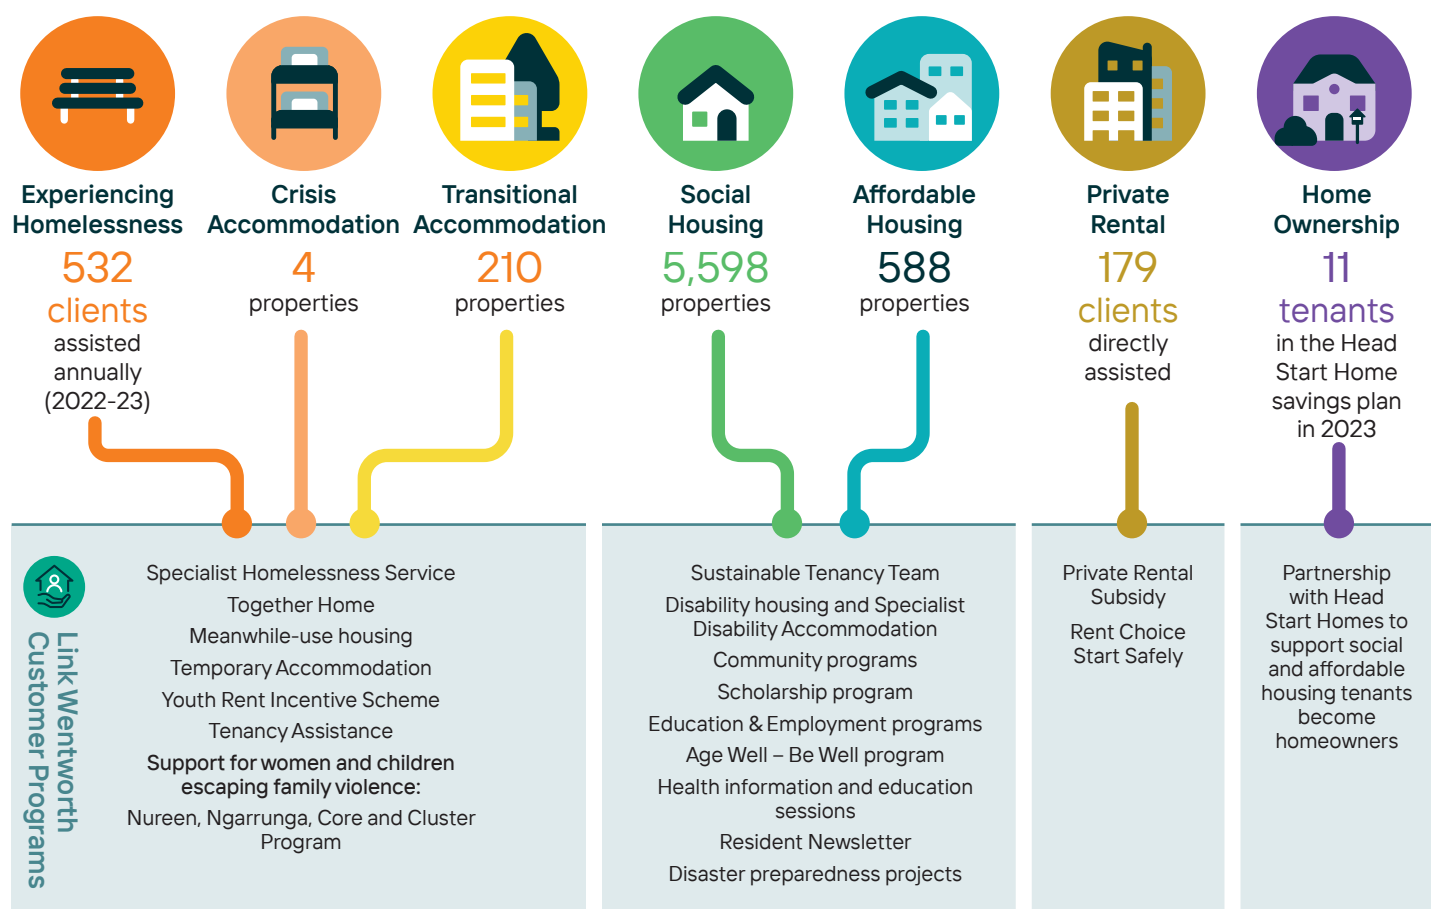 Experiencing
Homelessness
532
clients
assisted
annually
(2022-23)
Crisis
Accommodation
4
properties
Transitional
Accommodation
210
properties
Social
Housing
5,598
properties
Affordable
Housing
588
properties
Private
Rental
179
clients
directly
assisted
Home
Ownership
11
tenants
in the Head
Start Home
savings plan
in 2023
Link Wentworth
Customer Programs
Specialist Homelessness Service
Together Home
Meanwhile-use housing
Temporary Accommodation
Youth Rent Incentive Scheme
Tenancy Assistance
Support for women and children
escaping family violence:
Nureen, Ngarrunga, Core and Cluster
Program
Sustainable Tenancy Team
Disability housing and Specialist
Disability Accommodation
Community programs
Scholarship program
Education & Employment programs
Age Well – Be Well program
Health information and education
sessions
Resident Newsletter
Disaster preparedness projects
Private Rental
Subsidy
Rent Choice
Start Safely
Partnership
with Head
Start Homes to
support social
and affordable
housing tenants
become
homeowners